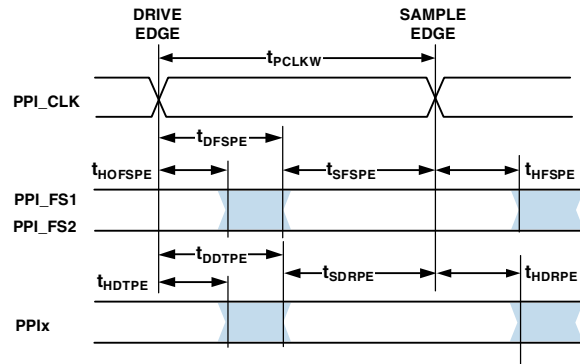 DRIVE
EDGE
SAMPLE
EDGE
tPCLKW
PPI_CLK
tDFSPE
tHOFSPE
tSFSPE
tHFSPE
PPI_FS1
PPI_FS2
tDDTPE
tHDTPE
tSDRPE
tHDRPE
PPIx